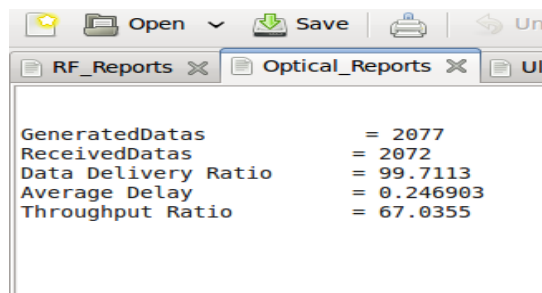 Open Save Un
RF_Reports Optical_Reports Ul
GeneratedDatas = 2077
ReceivedDatas = 2072
Data Delivery Ratio = 99.7113
Average Delay = 0.246903
Throughput Ratio = 67.0355